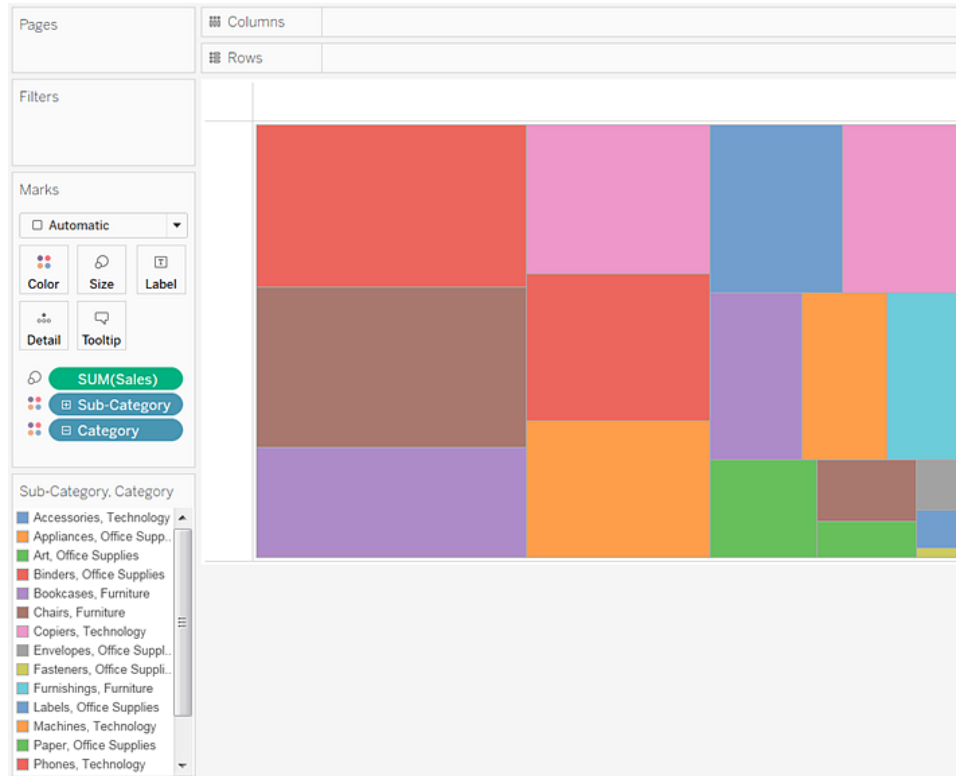 Pages
Columns
Rows
Filters
Marks
Automatic
Color Size Label
Detail Tooltip
SUM(Sales)
Sub-Category
Category
Sub-Category, Category
Accessories, Technology
Appliances, Office Supp..
Art, Office Supplies
Binders, Office Supplies
Bookcases, Furniture
Chairs, Furniture
Copiers, Technology
Envelopes, Office Suppl..
Fasteners, Office Suppli..
Furnishings, Furniture
Labels, Office Supplies
Machines, Technology
Paper, Office Supplies
Phones, Technology